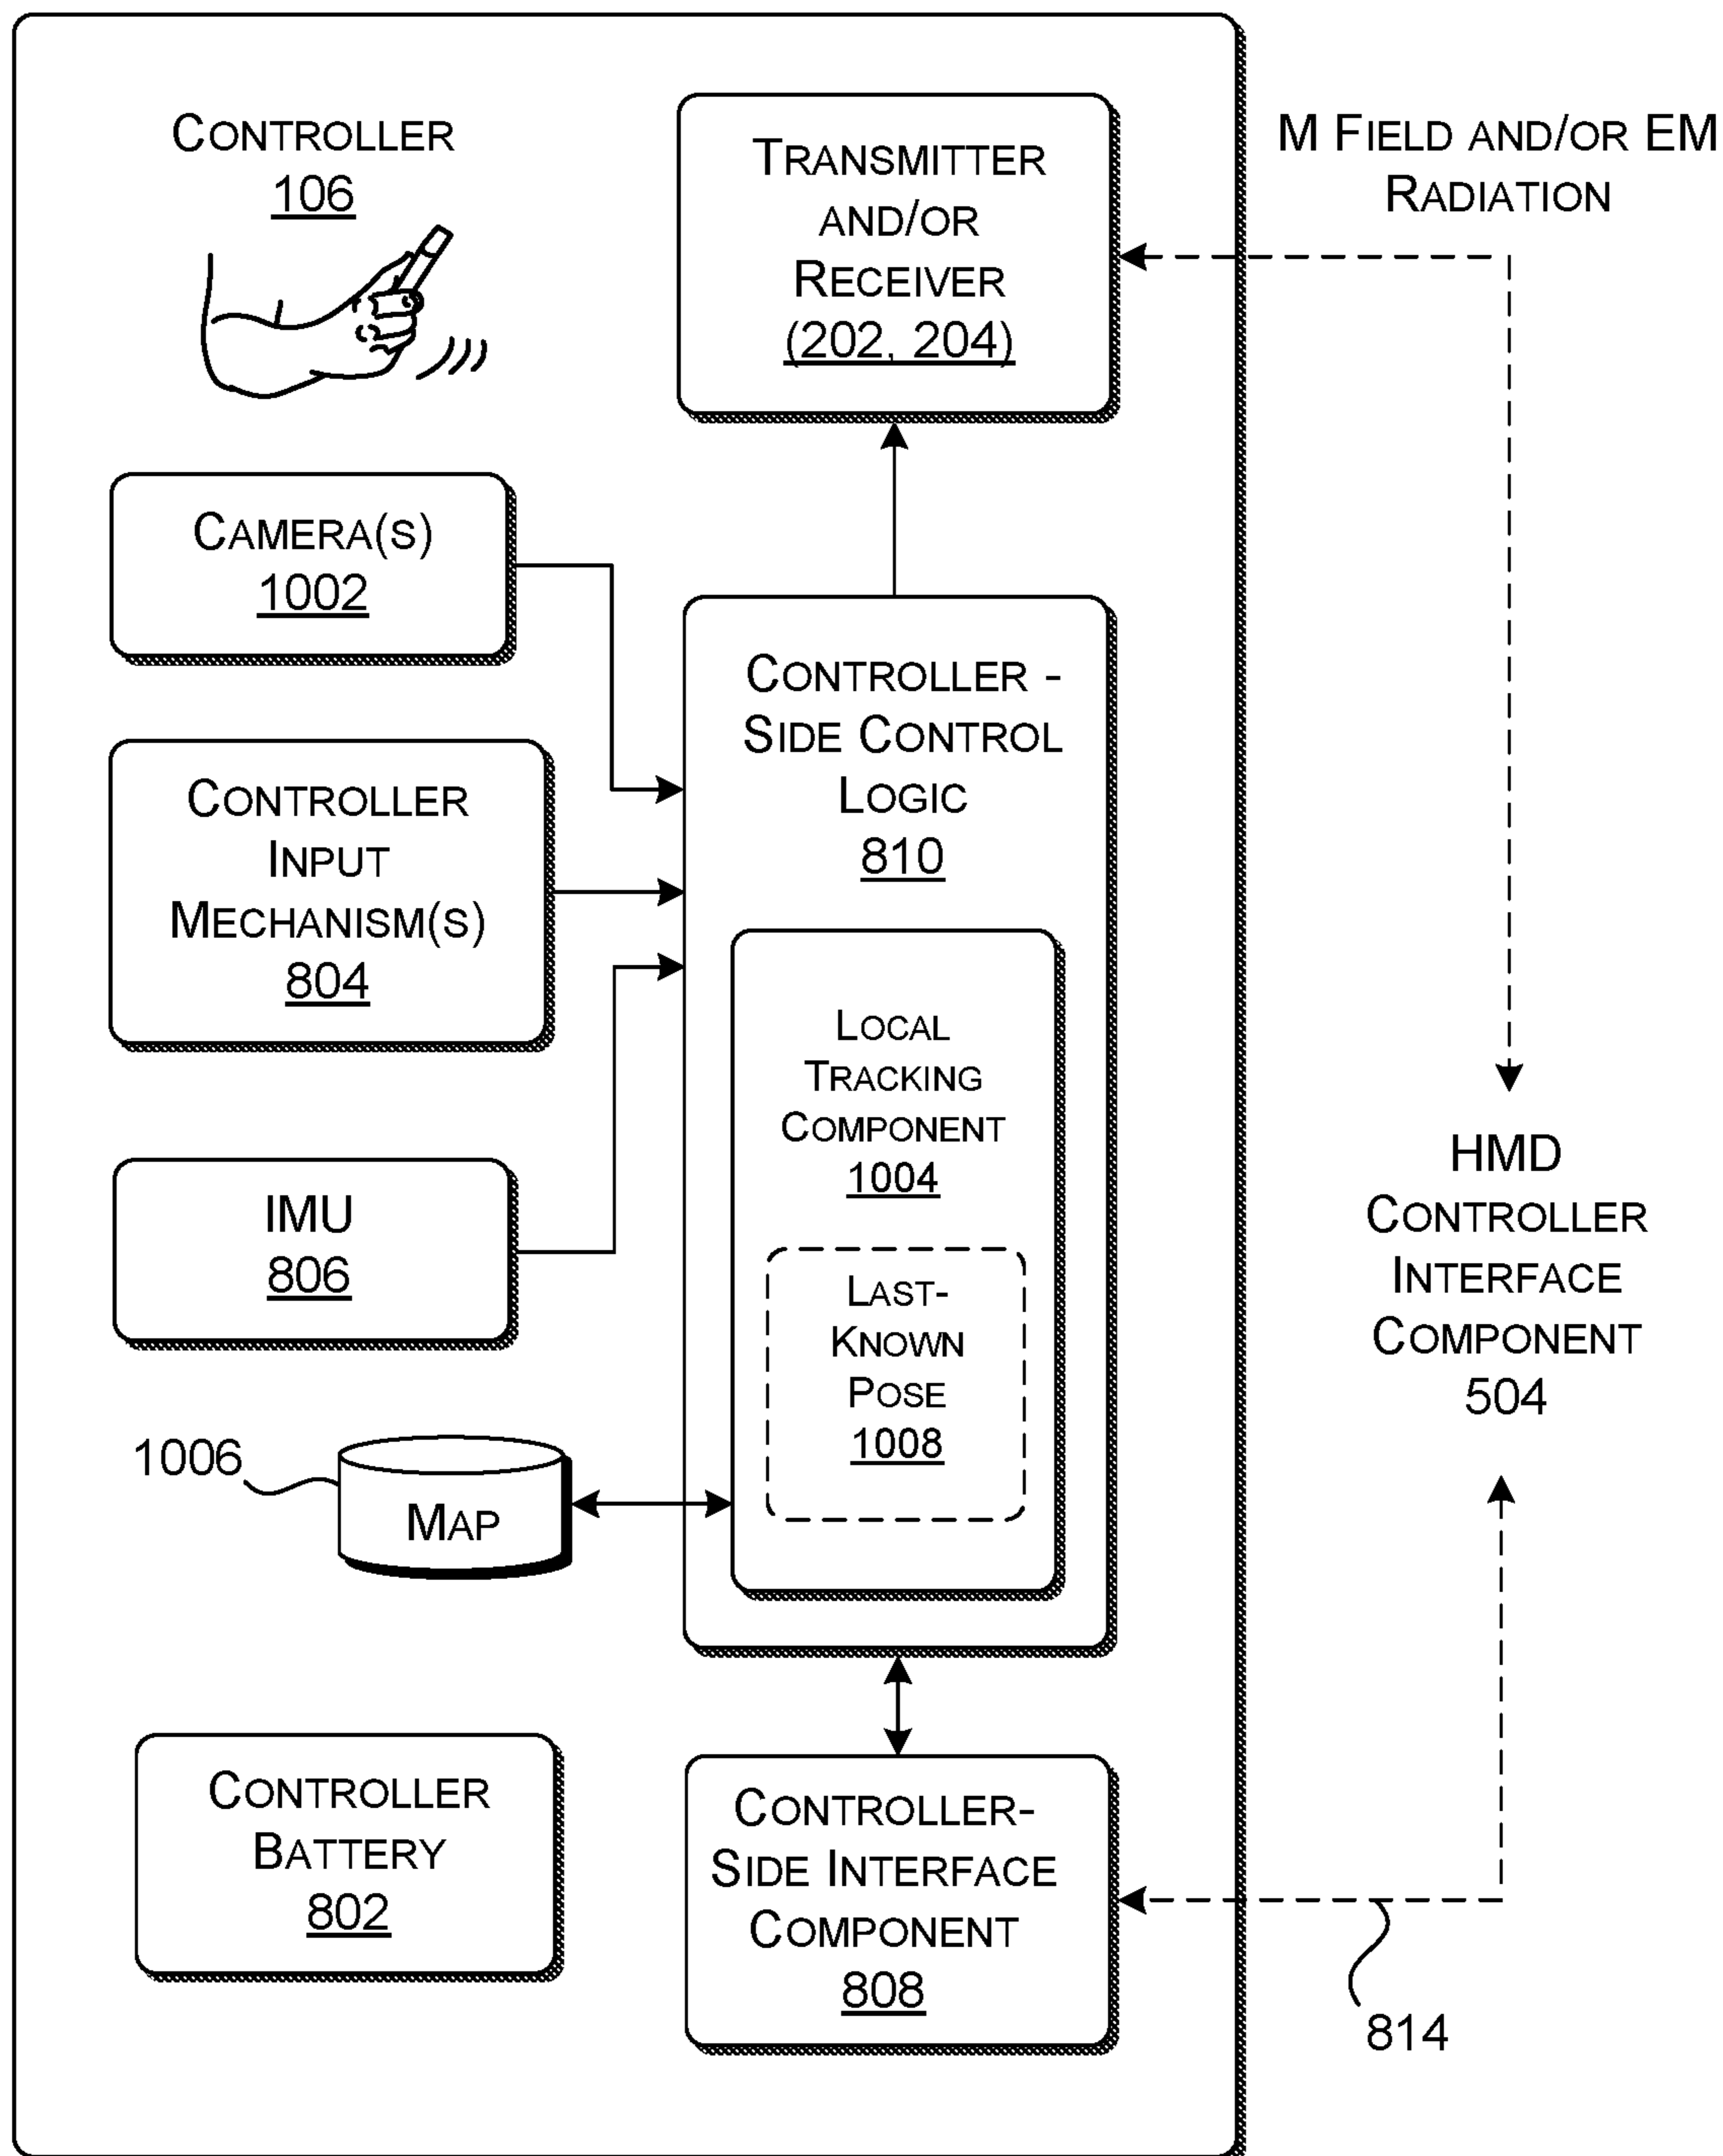 CONTROLLER
106
TRANSMITTER
AND/OR
RECEIVER
(202, 204)
M FIELD AND/OR EM
RADIATION
CAMERA(S)
1002
CONTROLLER
INPUT
MECHANISM(S)
804
IMU
806
1006
MAP
CONTROLLER -
SIDE CONTROL
LOGIC
810
LOCAL
TRACKING
COMPONENT
1004
LAST-
KNOWN
POSE
1008
HMD
CONTROLLER
INTERFACE
COMPONENT
504
CONTROLLER
BATTERY
802
CONTROLLER-
SIDE INTERFACE
COMPONENT
808
814